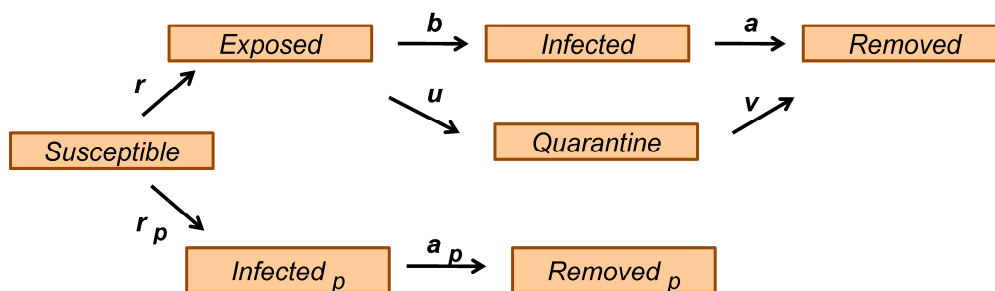 b
a
Exposed
Infected
Removed
r
u
v
Susceptible
Quarantine
r p
a p
Infected p
Removed p